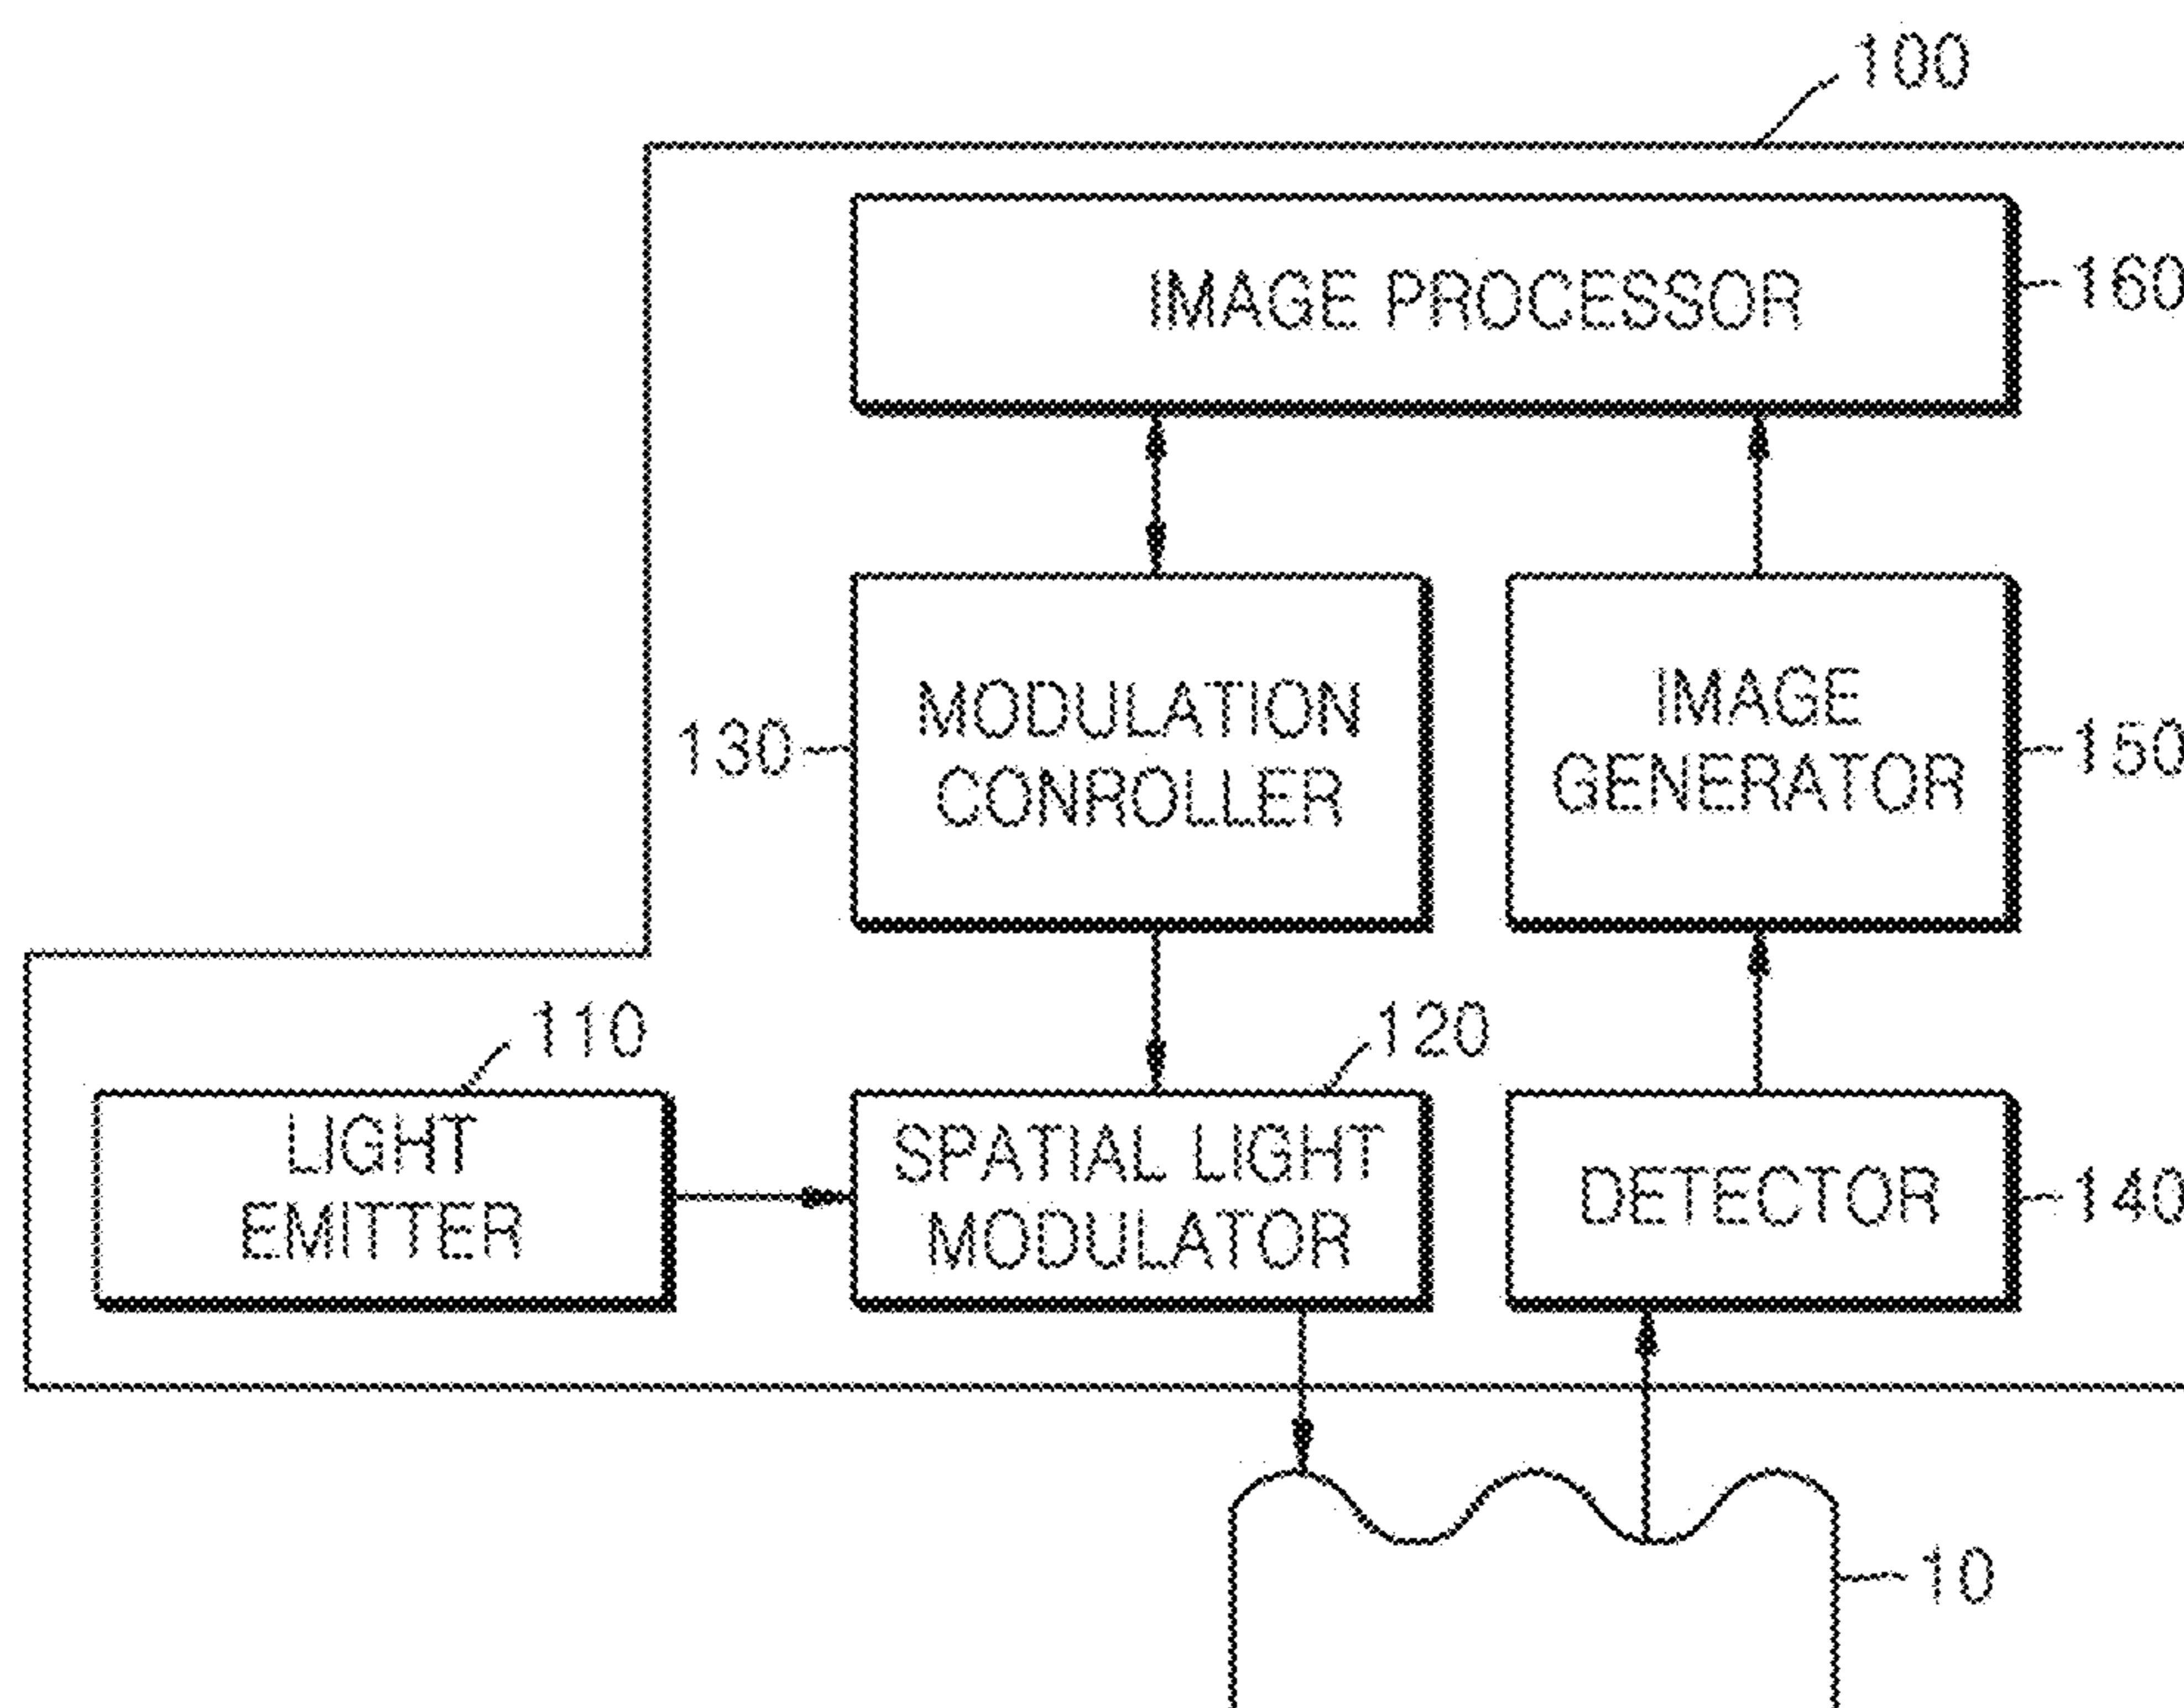 100
IMAGE PROCESSOR
160
130
MODULATION
CONROLLER
IMAGE
GENERATOR
150
110
120
LIGHT
EMITTER
SPATIAL LIGHT
MODULATOR
DETECTOR
140
10